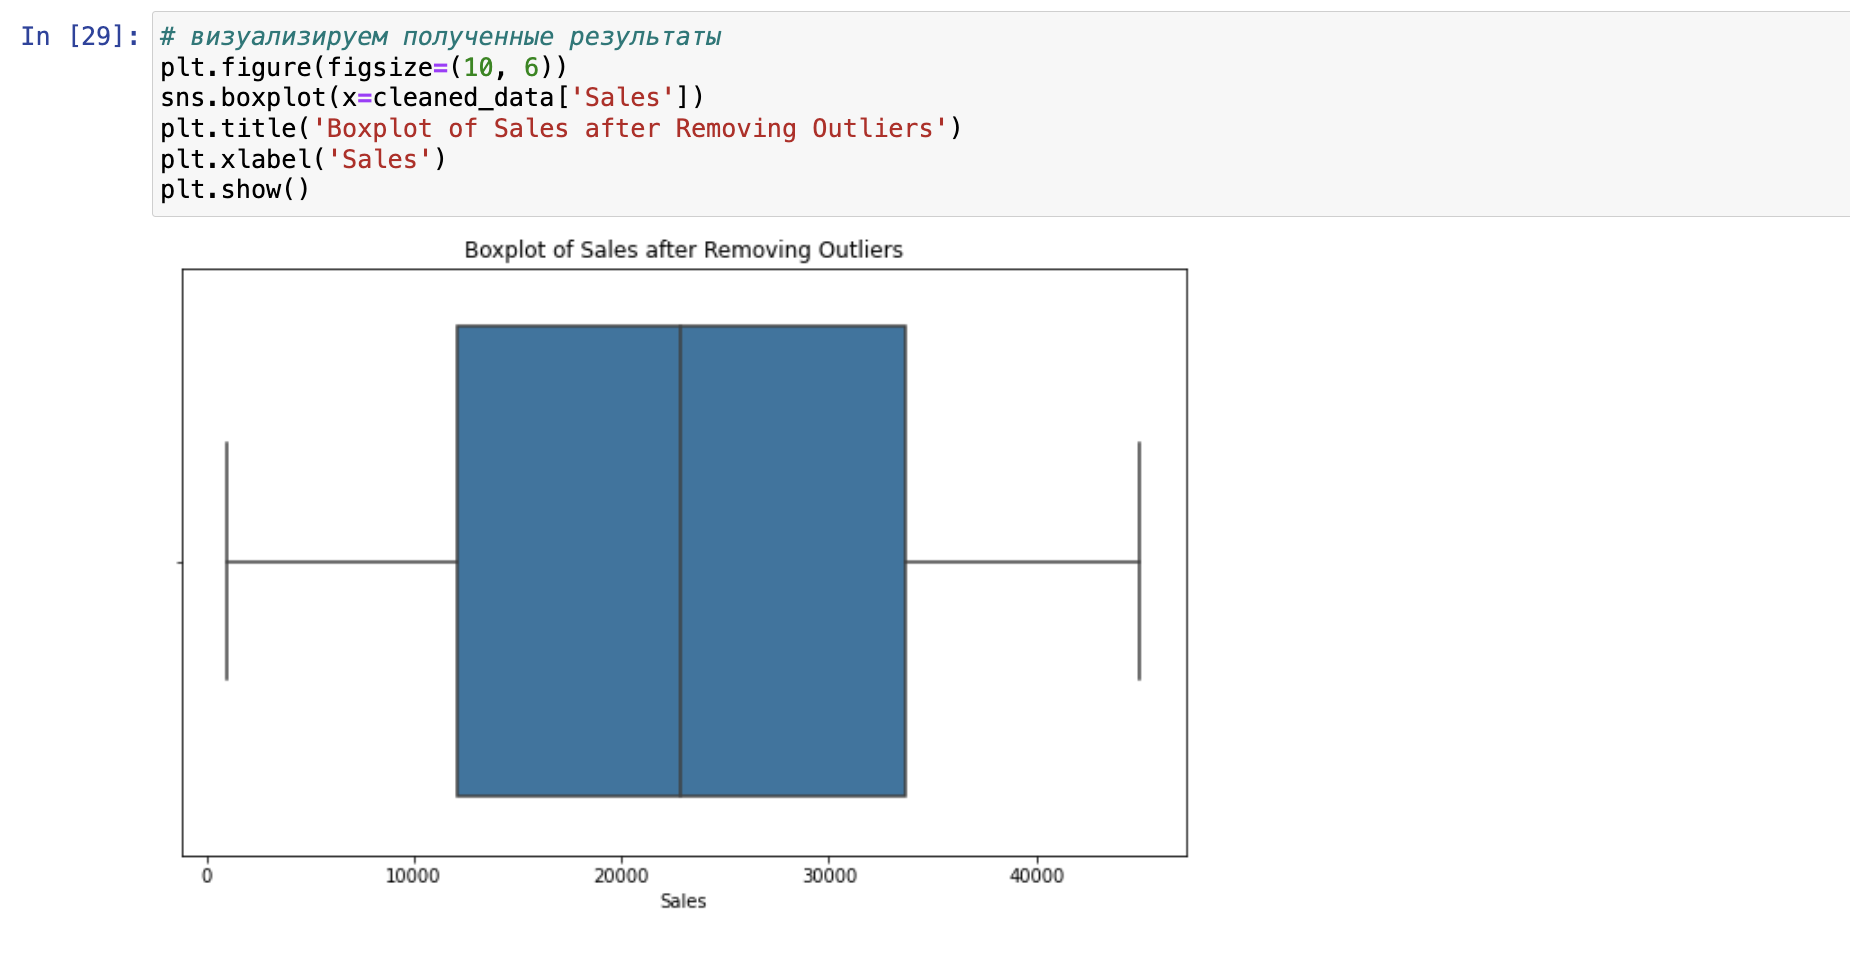 In [29]: # визуализируем полученные результаты
plt.figure(figsize=(10, 6))
sns.boxplot(x=cleaned_data['Sales'])
plt.title('Boxplot of Sales after Removing Outliers')
plt.xlabel('Sales')
plt.show()
Boxplot of Sales after Removing Outliers
0 10000 20000 30000 40000
Sales